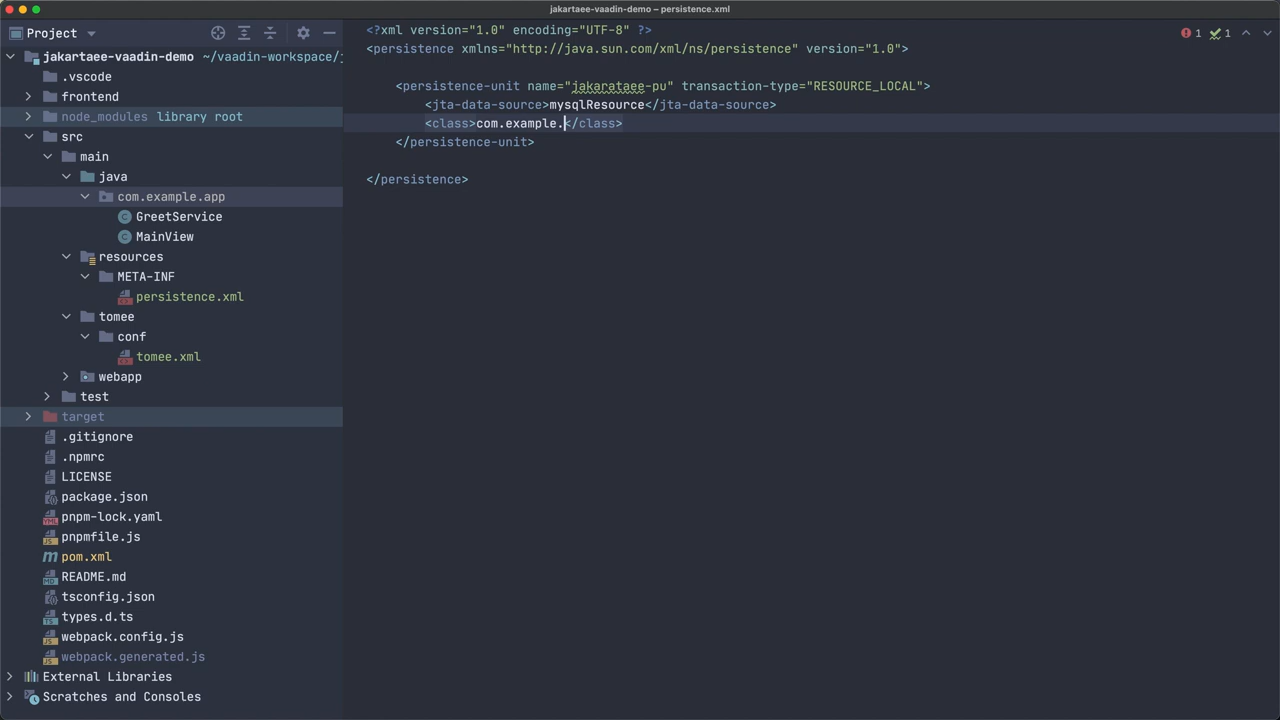 jakartaee-vaadin-demo – persistence.xml
Project
jakartaee-vaadin-demo ~/vaadin-workspace/j
.vscode
frontend
node_modules library root
src
main
java
com.example.app
GreetService
MainView
resources
META-INF
persistence.xml
tomee
conf
tomee.xml
webapp
test
target
.gitignore
.npmrc
LICENSE
package.json
pnpm-lock.yaml
pnpmfile.js
pom.xml
README.md
tsconfig.json
types.d.ts
webpack.config.js
webpack.generated.js
External Libraries
Scratches and Consoles
<?xml version="1.0" encoding="UTF-8" ?>
<persistence xmlns="http://java.sun.com/xml/ns/persistence" version="1.0">
<persistence-unit name="jakarataee-pu" transaction-type="RESOURCE_LOCAL">
<jta-data-source>mysqlResource</jta-data-source>
<class>com.example.</class>
</persistence-unit>
</persistence>
1 1